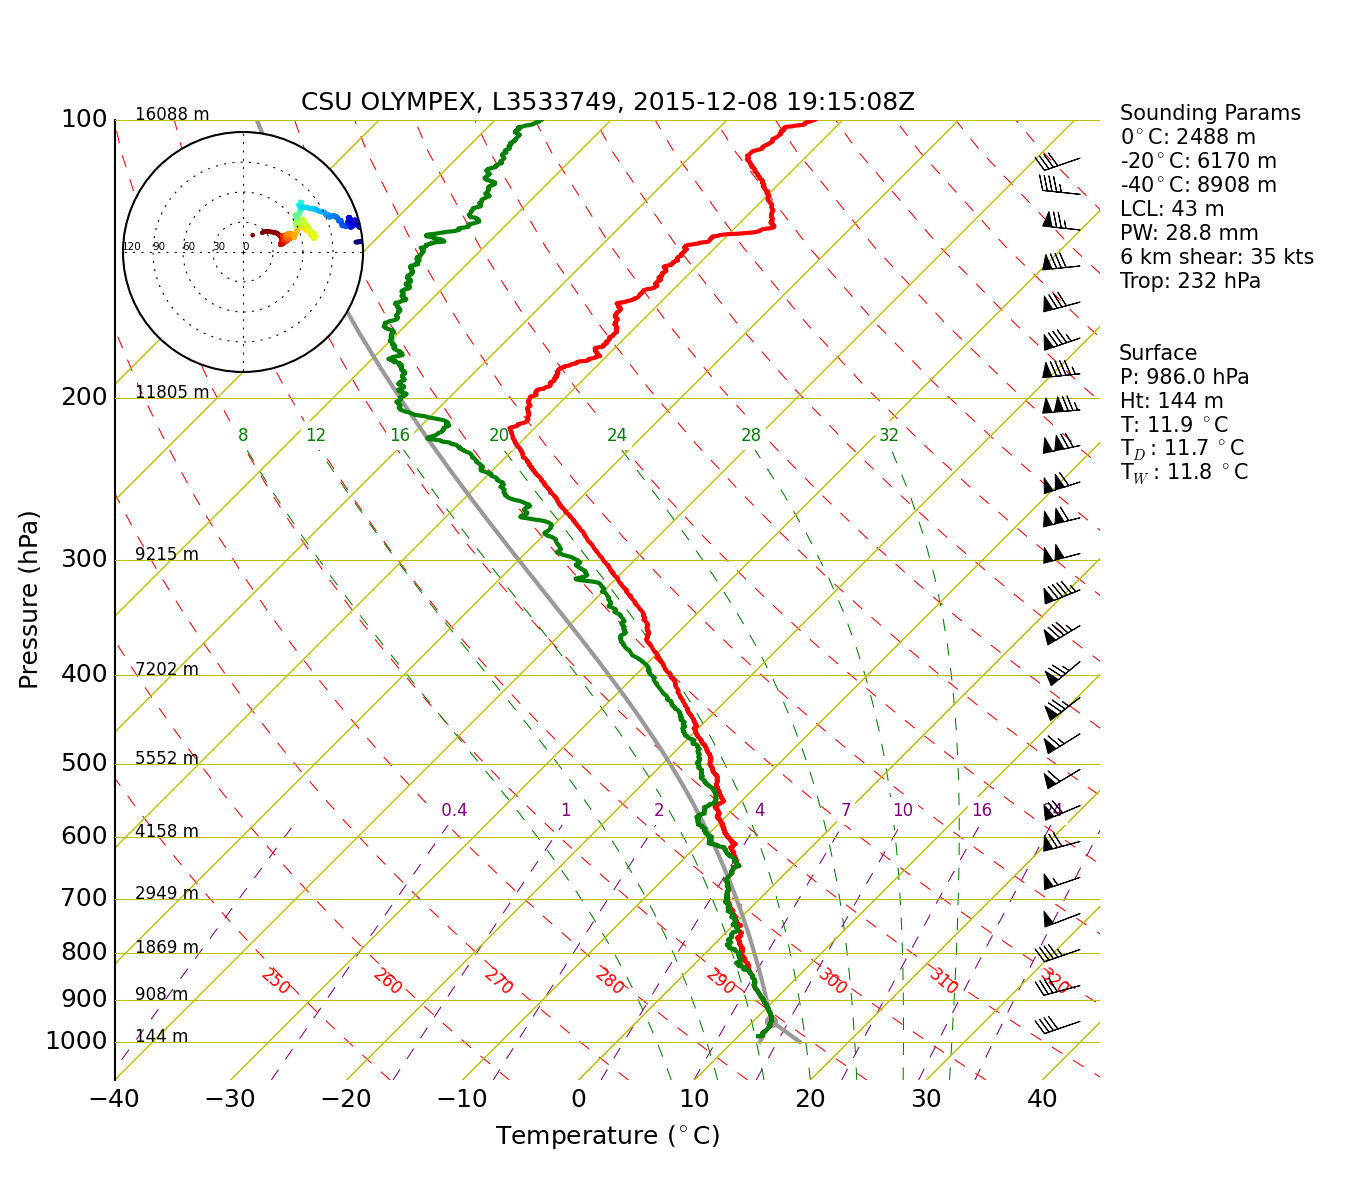 CSU OLYMPEX, L3533749, 2015-12-08 19:15:08Z
Sounding Params
0°C: 2488 m
-20°C: 6170 m
-40°C: 8908 m
LCL: 43 m
PW: 28.8 mm
6 km shear: 35 kts
Trop: 232 hPa
Surface
P: 986.0 hPa
Ht: 144 m
T: 11.9 °C
T_D : 11.7 °C
T_W : 11.8 °C
Pressure (hPa)
100 16088 m
120 90 60 30 0
200 11805 m
8 12 16 20 24 28 32
300 9215 m
400 7202 m
500 5552 m
0.4 1 2 4 7 10 16
600 4158 m
700 2949 m
800 1869 m
250 260 270 280 290 300 310 320
900 908 m
1000 144 m
−40 −30 −20 −10 0 10 20 30 40
Temperature (°C)